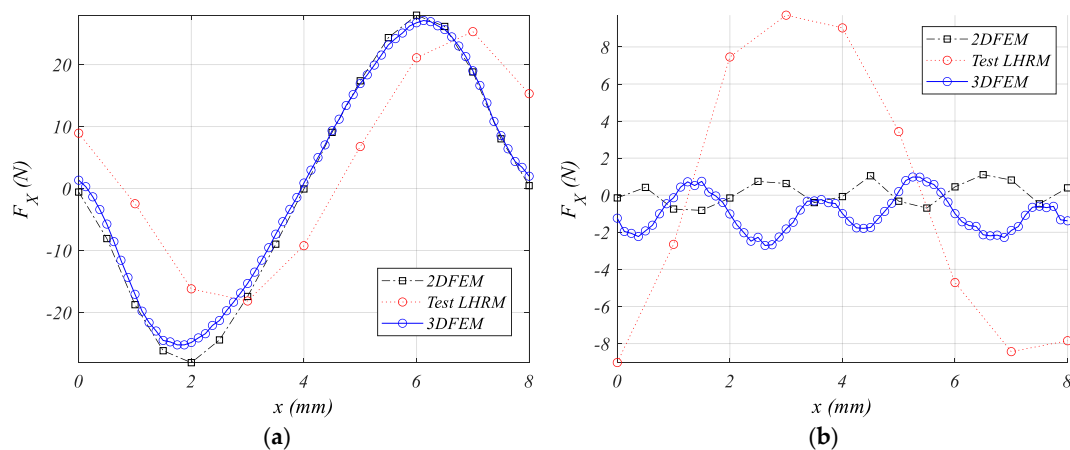 20
10
0
-10
-20
F_X (N)
0
2
4
6
8
x (mm)
2DFEM
Test LHRM
3DFEM
(a)
8
6
4
2
0
-2
-4
-6
-8
F_X (N)
0
2
4
6
8
x (mm)
2DFEM
Test LHRM
3DFEM
(b)